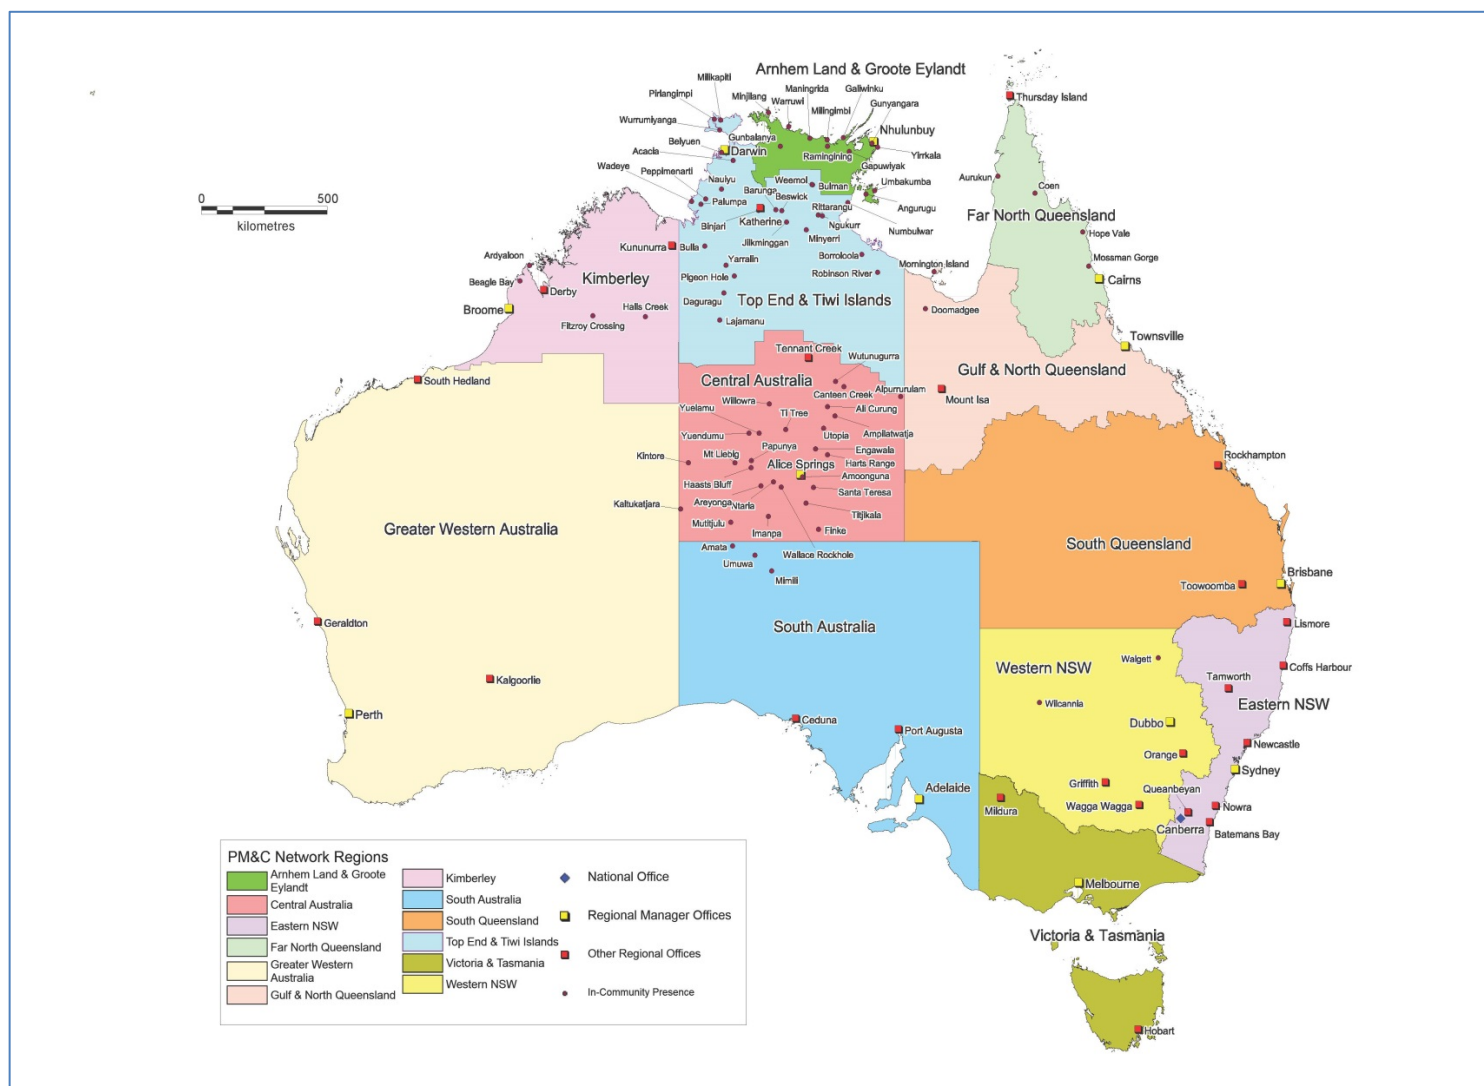 Arnhem Land & Groote Eylandt
Milikapiti
Pirlangimpi
Wurrumiyanga
Minjilang
Warruwi
Maningrida
Milingimbi
Galiwinku
Gunyangara
Nhulunbuy
Thursday Island
Belyuen
Gunbalanya
Darwin
Ramingining
Yirrkala
Gapuwiyak
Acacia
Wadeye
Peppimenarti
Nauiyu
Weemol
Bulman
Umbakumba
Aurukun
Coen
Palumpa
Barunga
Beswick
Rittarangu
Angurugu
Far North Queensland
Binjari
Katherine
Ngukurr
Numbulwar
Hope Vale
0
500
kilometres
Jilkminggan
Minyerri
Kununurra
Bulla
Ardyaloon
Yarralin
Borroloola
Mornington Island
Mossman Gorge
Beagle Bay
Kimberley
Pigeon Hole
Robinson River
Cairns
Derby
Daguragu
Top End & Tiwi Islands
Broome
Halls Creek
Fitzroy Crossing
Lajamanu
Doomadgee
Townsville
Tennant Creek
Wutunugurra
Gulf & North Queensland
South Hedland
Central Australia
Canteen Creek
Alpurrurulam
Mount Isa
Willowra
Yuelamu
Ti Tree
Ali Curung
Yuendumu
Utopia
Ampilatwatja
Kintore
Mt Liebig
Papunya
Engawala
Alice Springs
Harts Range
Rockhampton
Haasts Bluff
Amoonguna
Areyonga
Ntaria
Santa Teresa
Kaltukatjara
Titjikala
Mutitjulu
Imanpa
Finke
Greater Western Australia
South Queensland
Amata
Wallace Rockhole
Umuwa
Mimili
Toowoomba
Brisbane
South Australia
Geraldton
Lismore
Western NSW
Walgett
Coffs Harbour
Kalgoorlie
Tamworth
Wilcannia
Eastern NSW
Perth
Ceduna
Port Augusta
Dubbo
Newcastle
Orange
Sydney
Adelaide
Griffith
Queanbeyan
Mildura
Wagga Wagga
Nowra
Canberra
Batemans Bay
Melbourne
Victoria & Tasmania
Hobart
PM&C Network Regions
Arnhem Land & Groote
Eylandt
Central Australia
Eastern NSW
Far North Queensland
Greater Western
Australia
Gulf & North Queensland
Kimberley
South Australia
South Queensland
Top End & Tiwi Islands
Victoria & Tasmania
Western NSW
National Office
Regional Manager Offices
Other Regional Offices
In-Community Presence